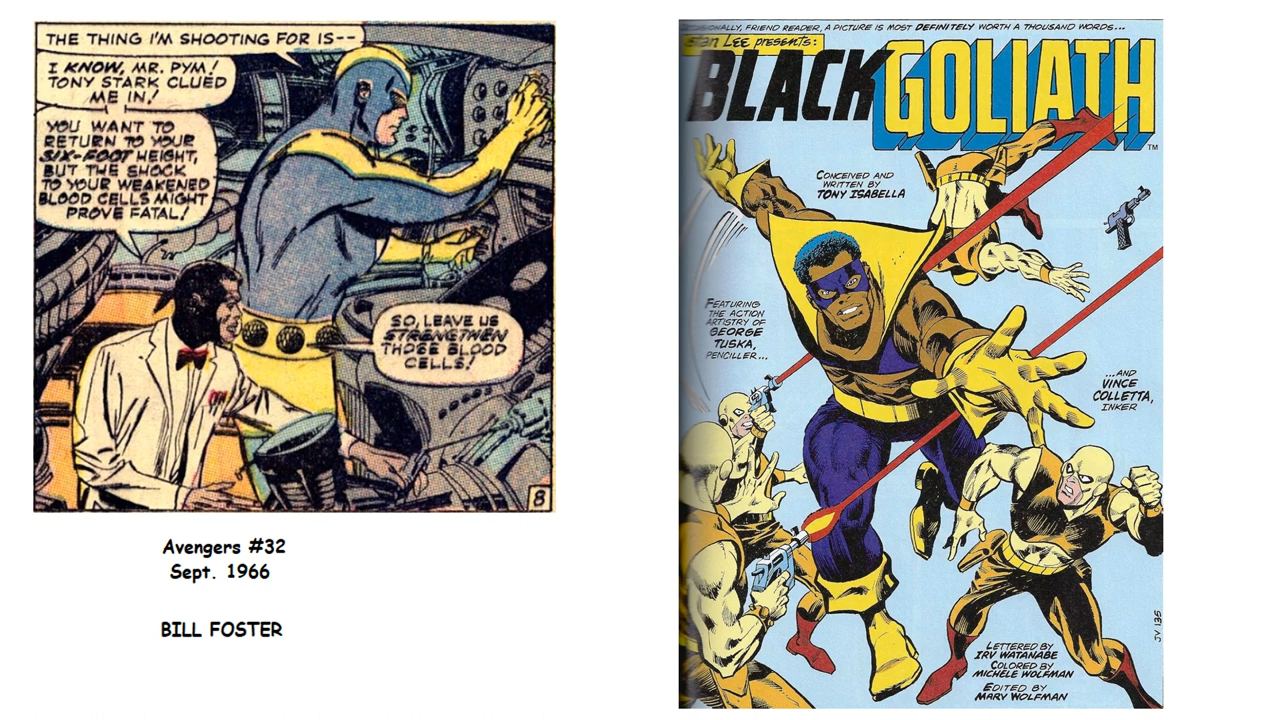 THE THING I'M SHOOTING FOR IS--
I KNOW, MR. PYM!
TONY STARK CLUED
ME IN!
YOU WANT TO
RETURN TO YOUR
SIX-FOOT HEIGHT,
BUT THE SHOCK
TO YOUR WEAKENED
BLOOD CELLS MIGHT
PROVE FATAL!
SO, LEAVE US
STRENGTHEN
THOSE BLOOD
CELLS!
8
Avengers #32
Sept. 1966
BILL FOSTER
FRIEND READER, A PICTURE IS MOST DEFINITELY WORTH A THOUSAND WORDS...
Stan Lee presents:
BLACK GOLIATH
TM
CONCEIVED AND
WRITTEN BY
TONY ISABELLA
FEATURING
THE ACTION
ARTISTRY OF
GEORGE
TUSKA,
PENCILLER...
...AND
VINCE
COLLETTA,
INKER
LETTERED BY
IRV WATANABE
COLORED BY
MICHELE WOLFMAN
EDITED BY
MARV WOLFMAN
JV 135